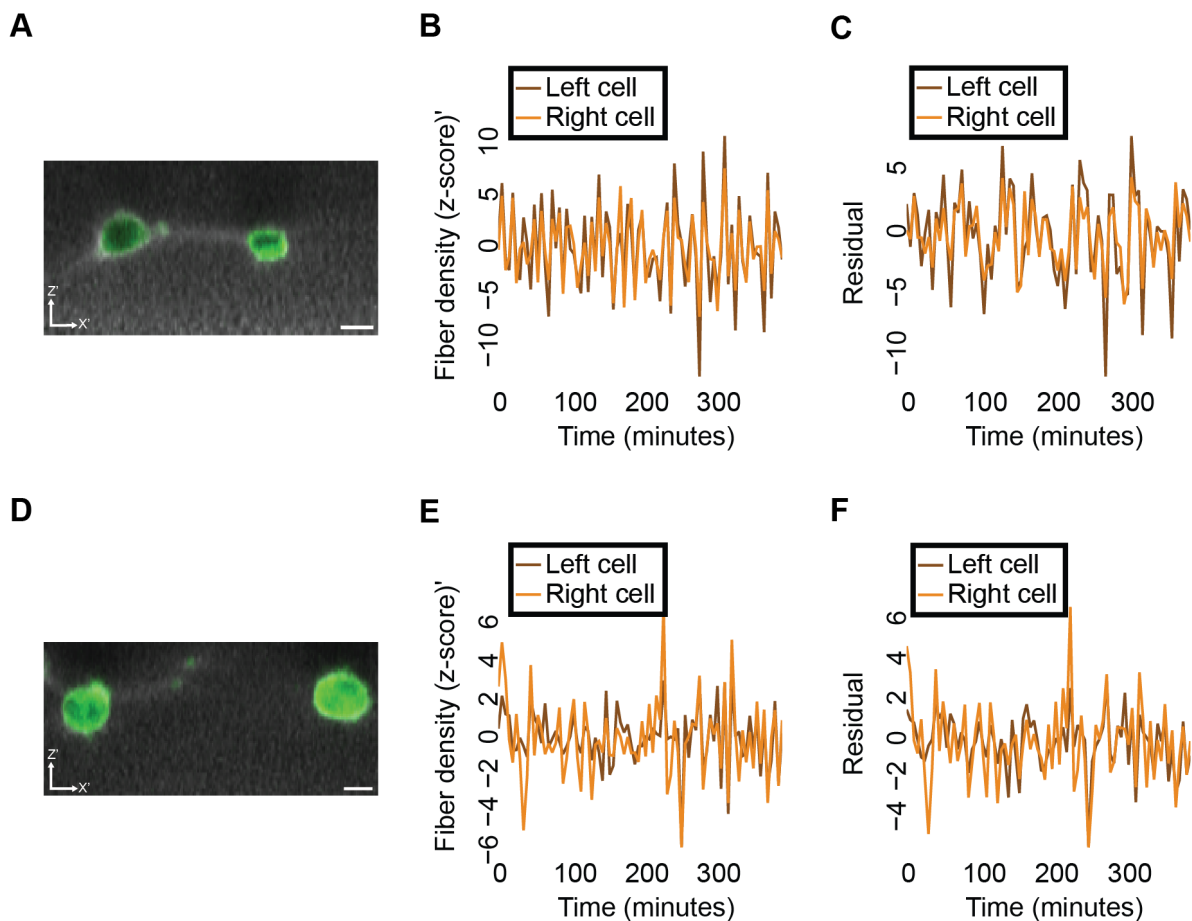 A
B
C
Left cell
Right cell
Left cell
Right cell
Fiber density (z-score)'
10
5
0
−5
−10
Residual
5
0
−5
−10
Z'
X'
0 100 200 300
Time (minutes)
0 100 200 300
Time (minutes)
D
E
F
Left cell
Right cell
Left cell
Right cell
Fiber density (z-score)'
6
4
2
0
−2
−4
−6
Residual
6
4
2
0
−2
−4
Z'
X'
0 100 200 300
Time (minutes)
0 100 200 300
Time (minutes)